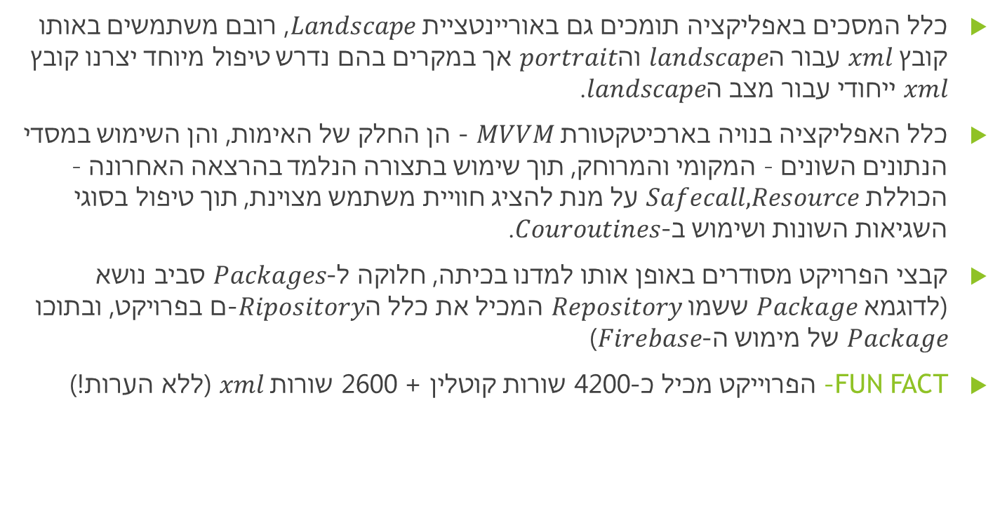 כלל המסכים באפליקציה תומכים גם באוריינטציית Landscape, רובם משתמשים באותו
קובץ xml עבור הlandscape והportrait אך במקרים בהם נדרש טיפול מיוחד יצרנו קובץ
xml ייחודי עבור מצב הlandscape.
כלל האפליקציה בנויה בארכיטקטורת MVVM - הן החלק של האימות, והן השימוש במסדי
הנתונים השונים - המקומי והמרוחק, תוך שימוש בתצורה הנלמד בהרצאה האחרונה -
הכוללת Safecall,Resource על מנת להציג חוויית משתמש מצוינת, תוך טיפול בסוגי
השגיאות השונות ושימוש ב-Couroutines.
קבצי הפרויקט מסודרים באופן אותו למדנו בכיתה, חלוקה ל-Packages סביב נושא
(לדוגמא Package ששמו Repository המכיל את כלל הRipository-ם בפרויקט, ובתוכו
Package של מימוש ה-Firebase)
FUN FACT- הפרוייקט מכיל כ-4200 שורות קוטלין + 2600 שורות xml (ללא הערות!)